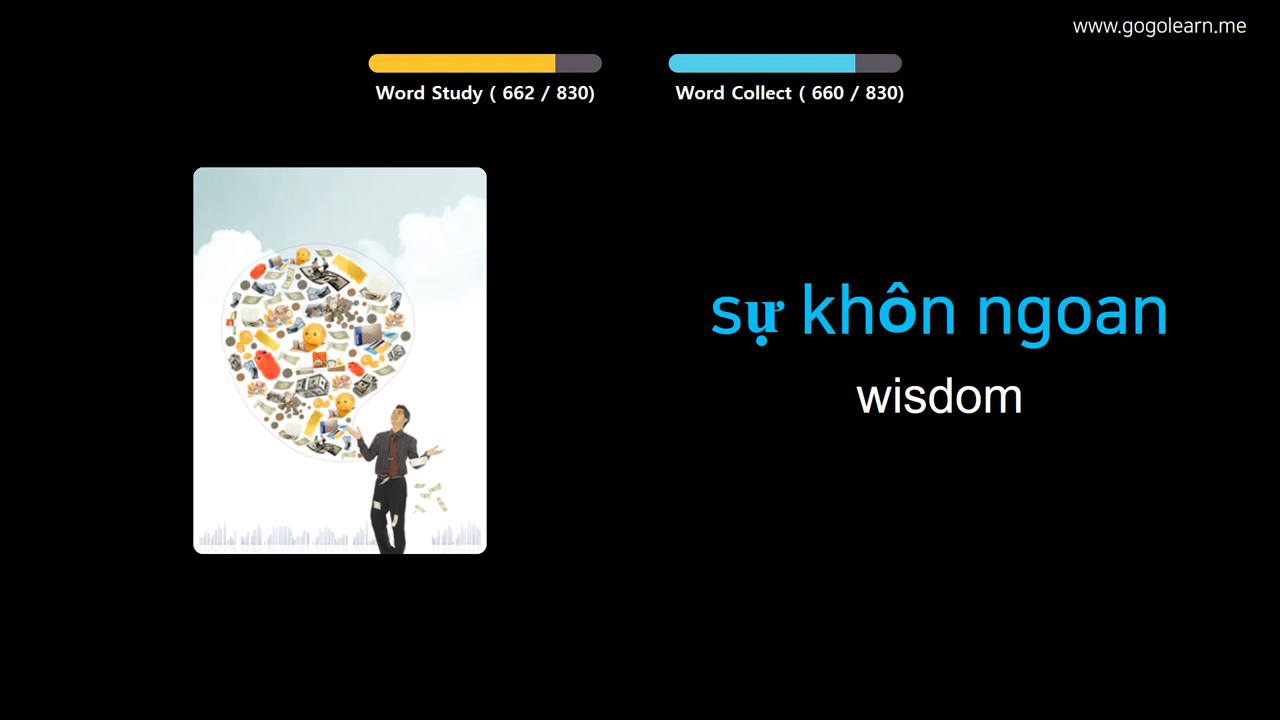 www.gogolearn.me
Word Study ( 662 / 830)
Word Collect ( 660 / 830)
sự khôn ngoan
wisdom